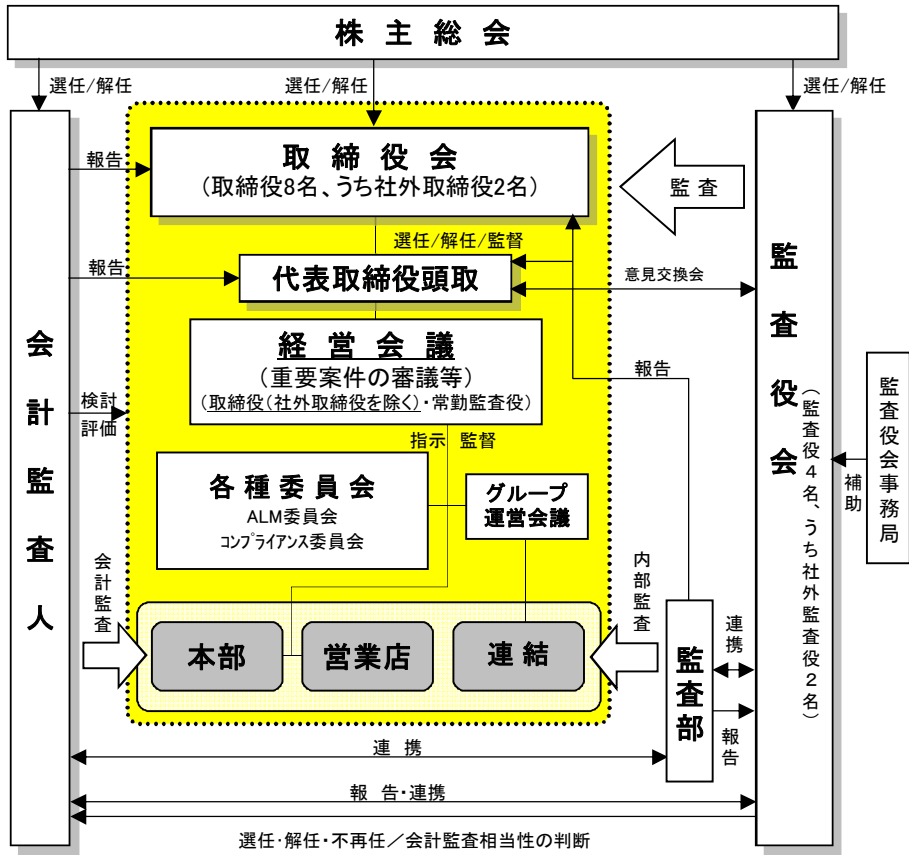 株主総会
選任/解任
選任/解任
選任/解任
取締役会
(取締役8名、うち社外取締役2名)
報告
監査
選任/解任/監督
代表取締役頭取
報告
意見交換会
経営会議
(重要案件の審議等)
(取締役(社外取締役を除く)・常勤監査役)
報告
検討
評価
指示 監督
各種委員会
ALM委員会
コンプライアンス委員会
グループ
運営会議
会計監査人
監査役会
(監査役4名、うち社外監査役2名)
監査役会事務局
補助
会計監査
内部監査
本部
営業店
連結
監査部
連携
報告
連携
報告・連携
選任・解任・不再任/会計監査相当性の判断